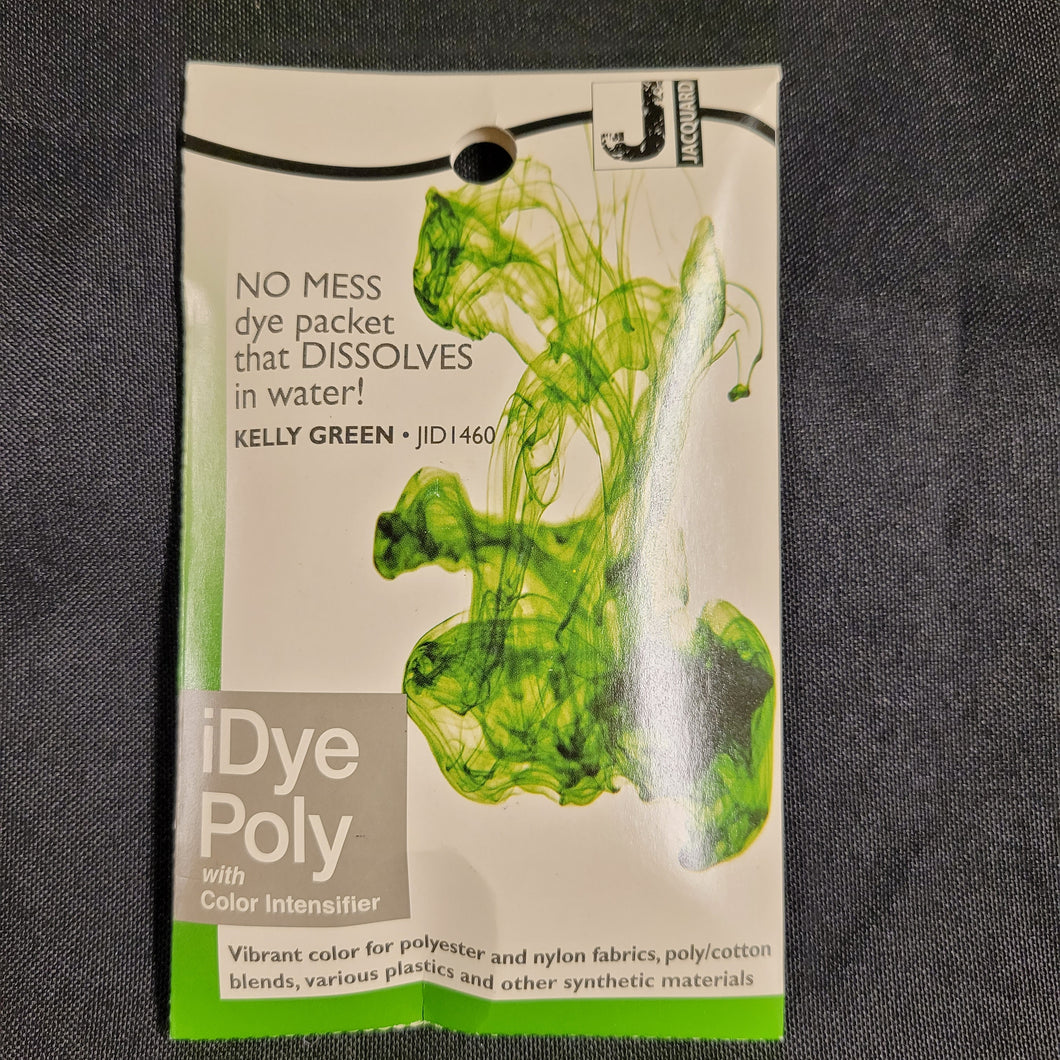 J
JACQUARD
NO MESS
dye packet
that DISSOLVES
in water!
KELLY GREEN • JID1460
iDye
Poly
with
Color Intensifier
Vibrant color for polyester and nylon fabrics, poly/cotton
blends, various plastics and other synthetic materials